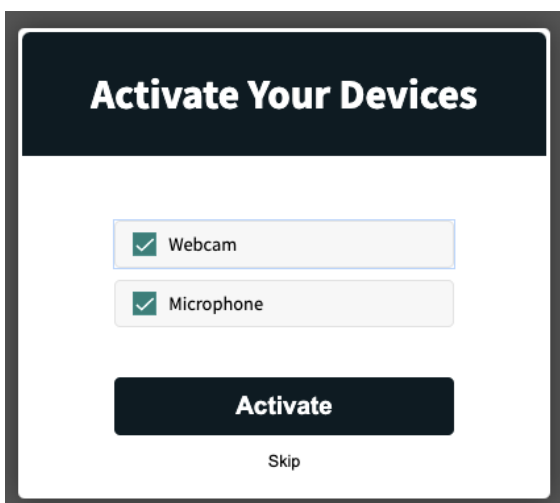 Activate Your Devices
Webcam
Microphone
Activate
Skip